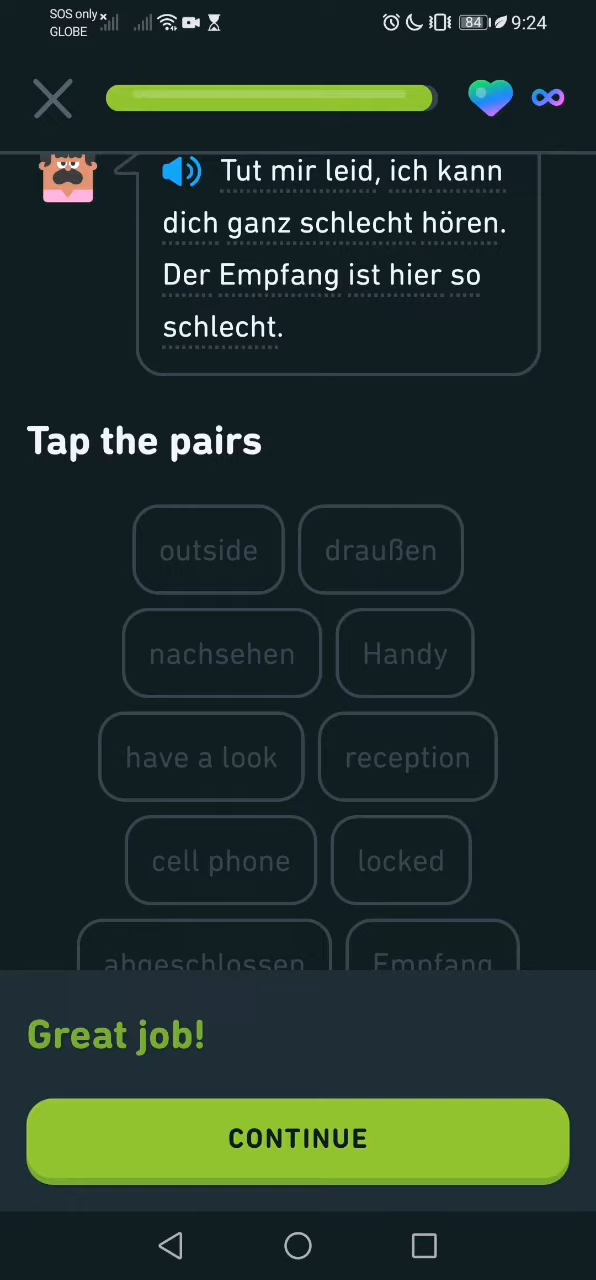 SOS only
GLOBE
84 9:24
Tut mir leid, ich kann
dich ganz schlecht hören.
Der Empfang ist hier so
schlecht.
Tap the pairs
outside draußen
nachsehen Handy
have a look reception
cell phone locked
abgeschlossen Empfang
Great job!
CONTINUE